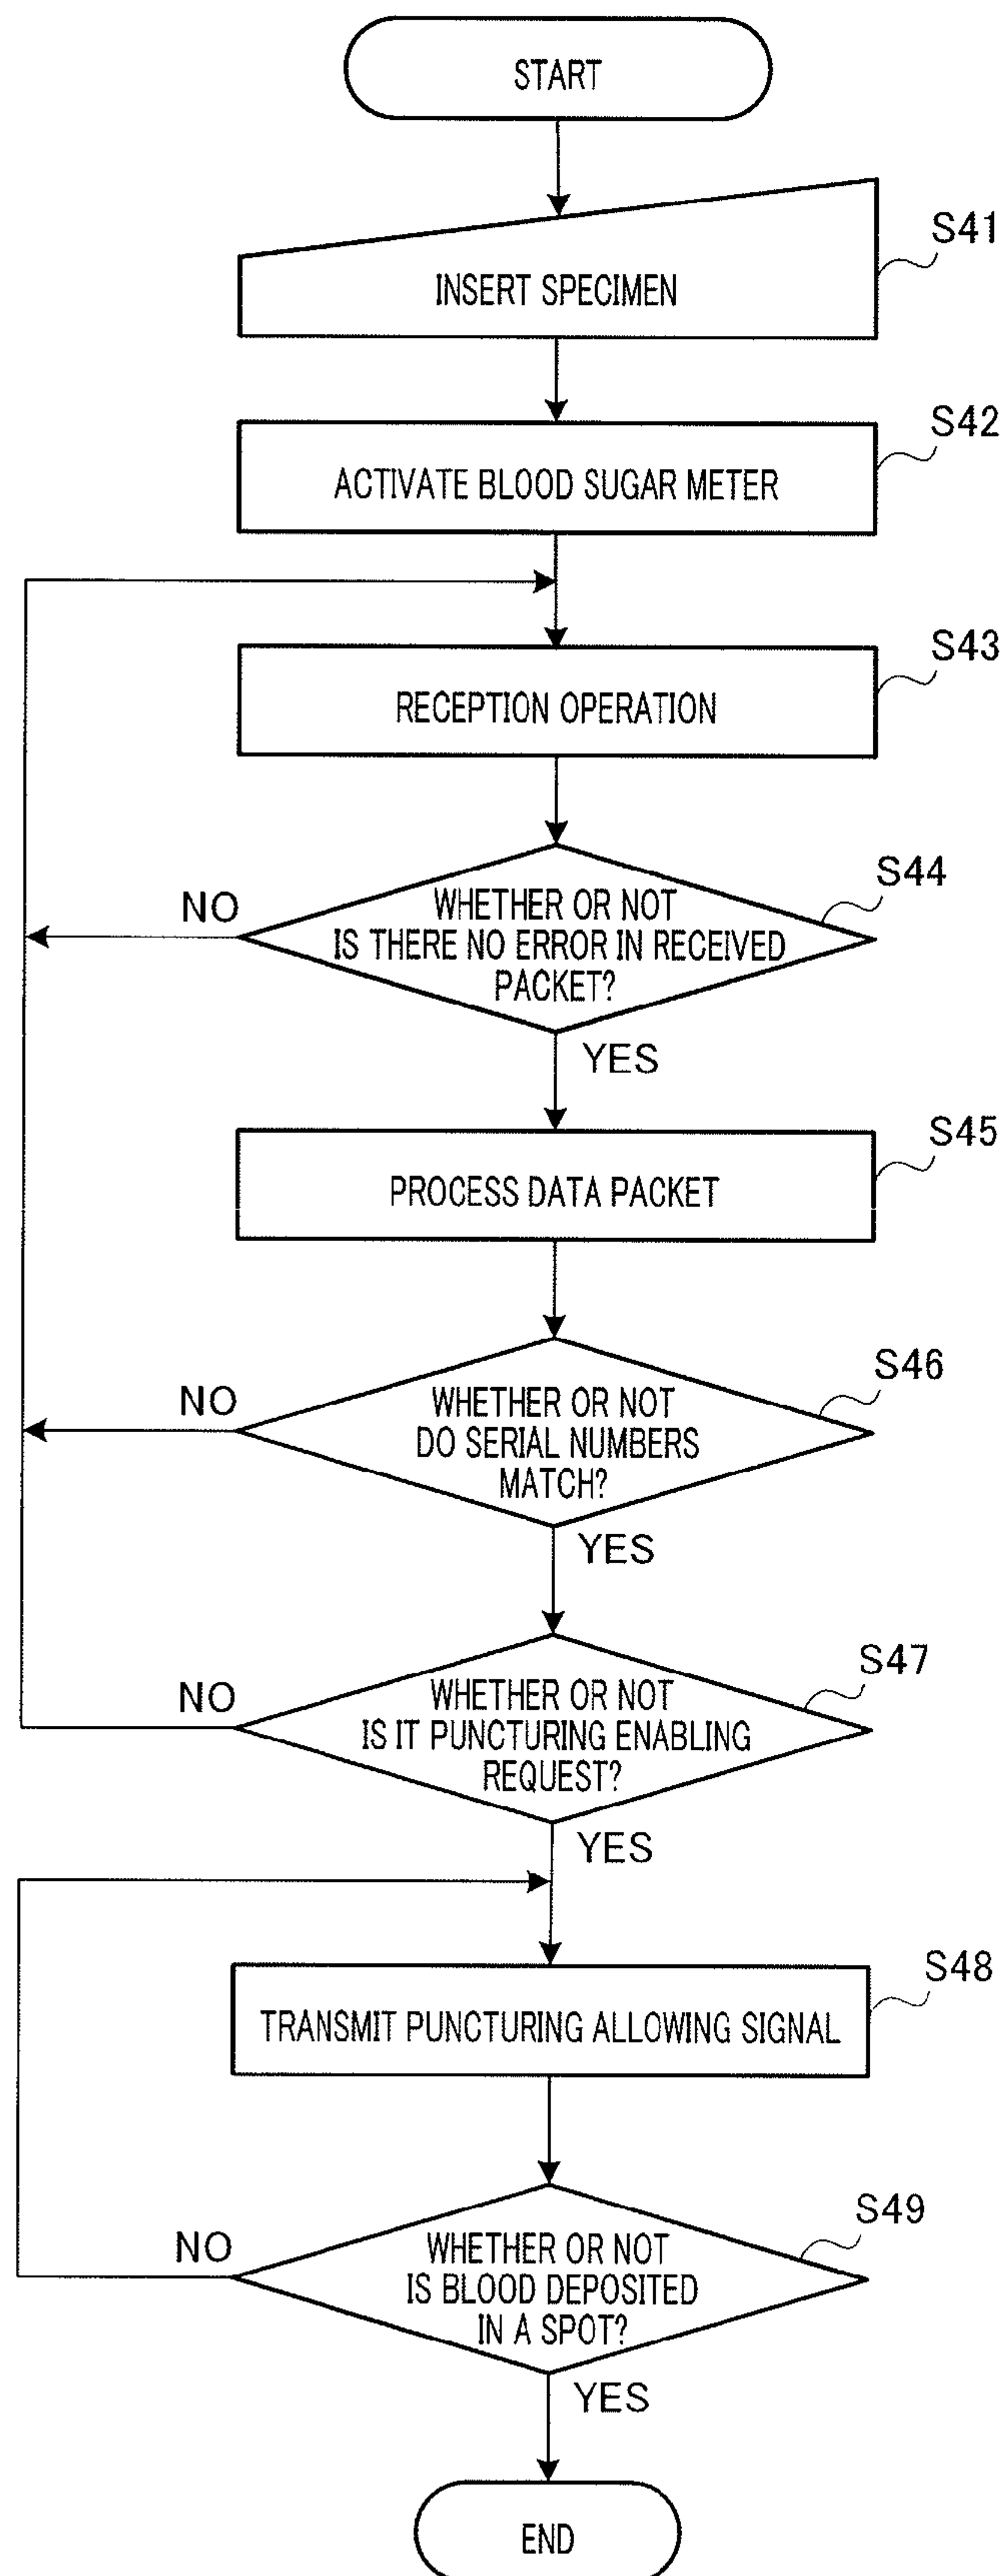 START
S41
INSERT SPECIMEN
S42
ACTIVATE BLOOD SUGAR METER
S43
RECEPTION OPERATION
S44
NO
WHETHER OR NOT
IS THERE NO ERROR IN RECEIVED
PACKET?
YES
S45
PROCESS DATA PACKET
S46
NO
WHETHER OR NOT
DO SERIAL NUMBERS
MATCH?
YES
S47
NO
WHETHER OR NOT
IS IT PUNCTURING ENABLING
REQUEST?
YES
S48
TRANSMIT PUNCTURING ALLOWING SIGNAL
S49
NO
WHETHER OR NOT
IS BLOOD DEPOSITED
IN A SPOT?
YES
END